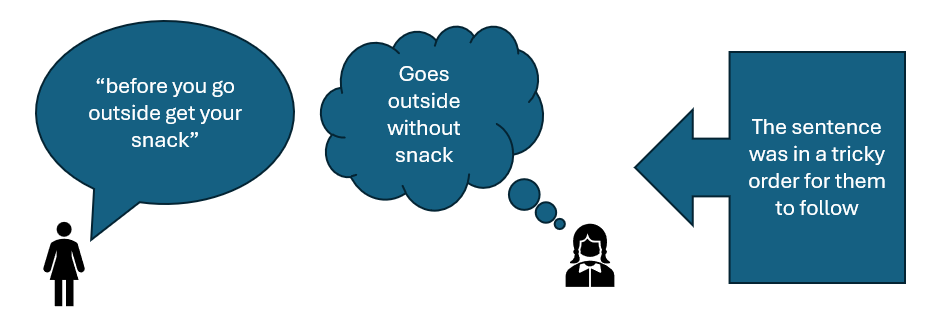 “before you go
outside get your
snack”
Goes
outside
without
snack
The sentence
was in a tricky
order for them
to follow